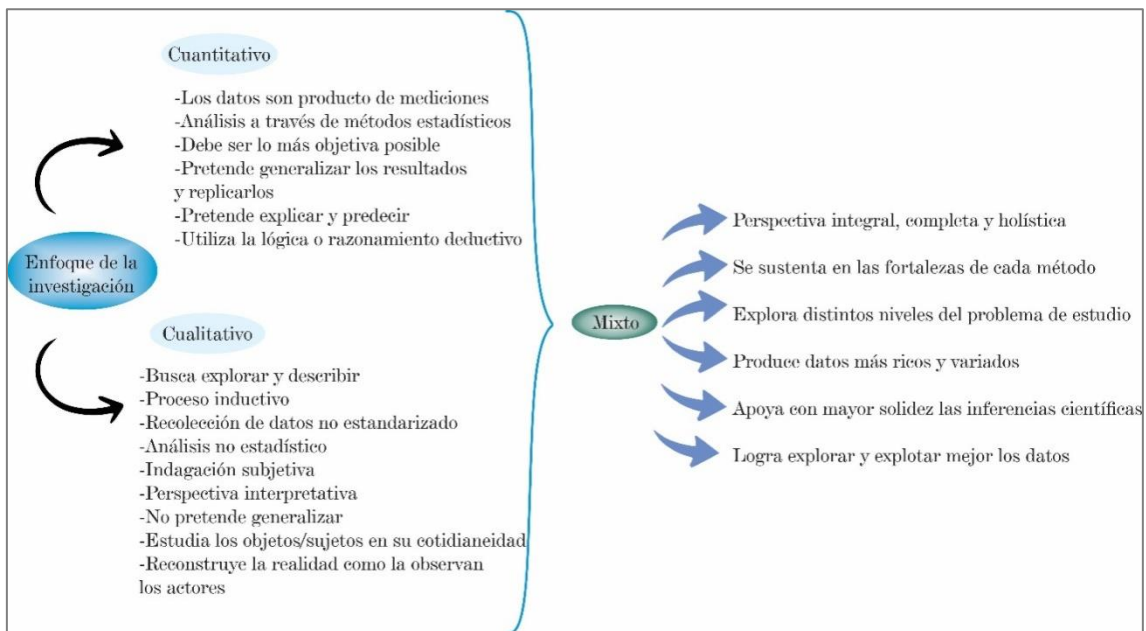 Cuantitativo
-Los datos son producto de mediciones
-Análisis a través de métodos estadísticos
-Debe ser lo más objetiva posible
-Pretende generalizar los resultados
y replicarlos
-Pretende explicar y predecir
-Utiliza la lógica o razonamiento deductivo
Enfoque de la
investigación
Cualitativo
-Busca explorar y describir
-Proceso inductivo
-Recolección de datos no estandarizado
-Análisis no estadístico
-Indagación subjetiva
-Perspectiva interpretativa
-No pretende generalizar
-Estudia los objetos/sujetos en su cotidianeidad
-Reconstruye la realidad como la observan
los actores
Mixto
Perspectiva integral, completa y holística
Se sustenta en las fortalezas de cada método
Explora distintos niveles del problema de estudio
Produce datos más ricos y variados
Apoya con mayor solidez las inferencias científicas
Logra explorar y explotar mejor los datos